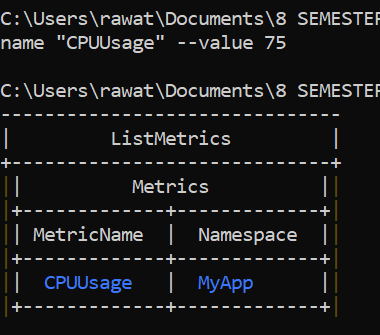 C:\Users\rawat\Documents\8 SEMESTER
name "CPUUsage" --value 75
C:\Users\rawat\Documents\8 SEMESTER
---------------------------------
|         ListMetrics           |
+-------------------------------+
||          Metrics            ||
|+-------------+---------------+|
|| MetricName  |  Namespace    ||
|+-------------+---------------+|
||  CPUUsage   |  MyApp        ||
|+-------------+---------------+|